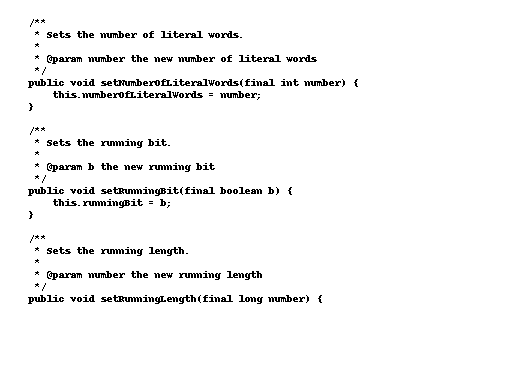 /**
 * Sets the number of literal words.
 *
 * @param number the new number of literal words
 */
public void setNumberOfLiteralWords(final int number) {
    this.numberOfLiteralWords = number;
}

/**
 * Sets the running bit.
 *
 * @param b the new running bit
 */
public void setRunningBit(final boolean b) {
    this.runningBit = b;
}

/**
 * Sets the running length.
 *
 * @param number the new running length
 */
public void setRunningLength(final long number) {